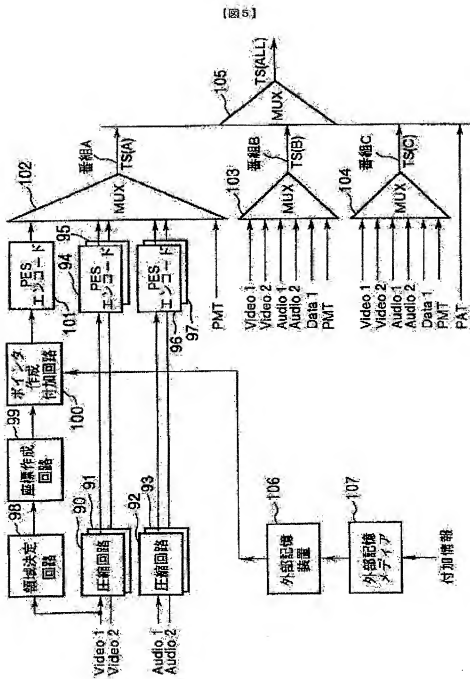 【図5】
98
領域決定
回路
99
座標作成
回路
100
ポインタ
作成
付加回路
101
PES
エンコード
102
MUX
番組A
TS(A)
Video 1
Video 2
90
91
圧縮回路
94
95
PES
エンコード
Audio 1
Audio 2
92
93
圧縮回路
96
97
PES
エンコード
PMT
105
MUX
TS(ALL)
103
MUX
番組B
TS(B)
Video 1
Video 2
Audio 1
Audio 2
Data 1
PMT
104
MUX
番組C
TS(C)
Video 1
Video 2
Audio 1
Audio 2
Data 1
PMT
PAT
106
外部記憶
装置
107
外部記憶
メディア
付加情報